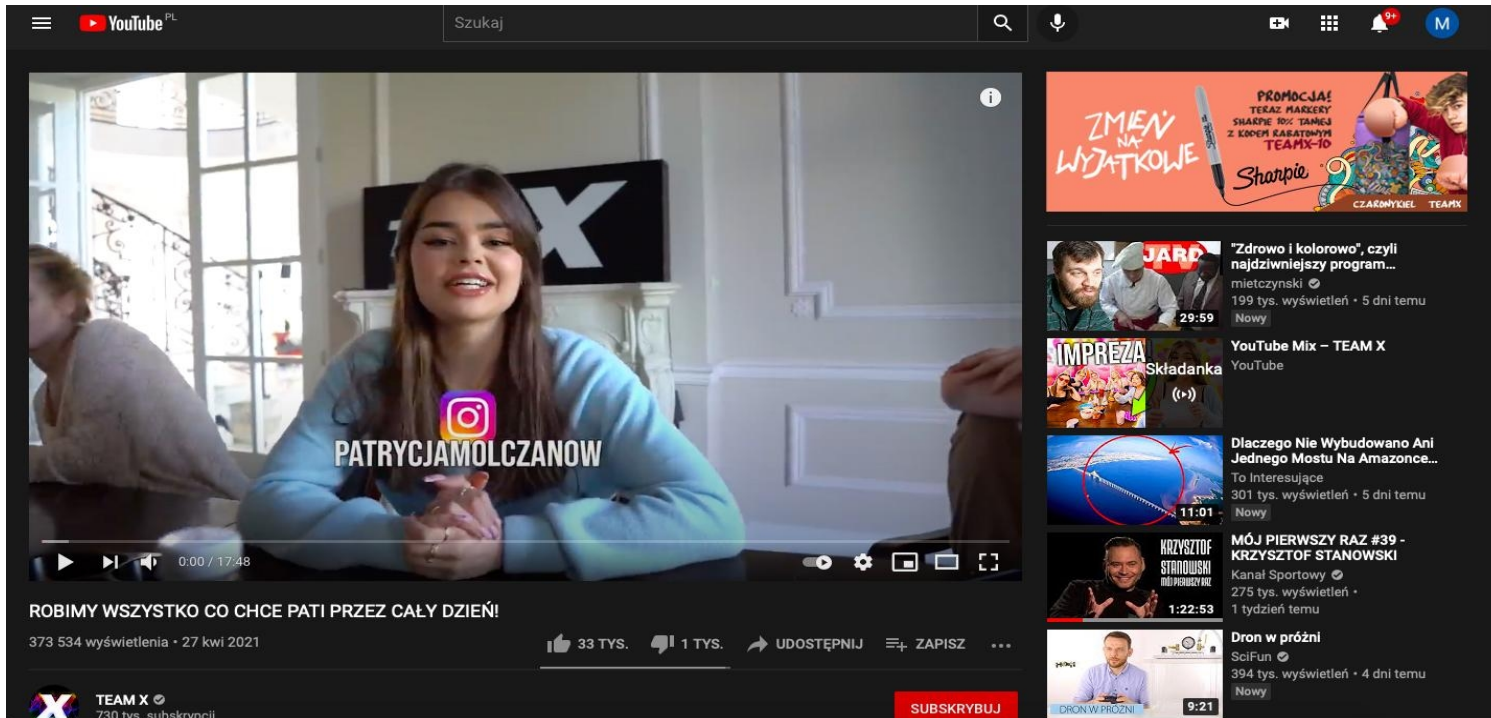 YouTube PL
Szukaj
9+
M
X
PATRYCJAMOLCZANOW
0:00 / 17:48
ROBIMY WSZYSTKO CO CHCE PATI PRZEZ CAŁY DZIEŃ!
373 534 wyświetlenia • 27 kwi 2021
33 TYS.
1 TYS.
UDOSTĘPNIJ
ZAPISZ
TEAM X
730 tys. subskrypcji
SUBSKRYBUJ
ZMIEŃ
NA
WYJĄTKOWE
PROMOCJA!
TERAZ MARKERY
SHARPIE 10% TANIEJ
Z KODEM RABATOWYM
TEAMX-10
Sharpie
CZARDNYKIEL TEAMX
JARD
29:59
"Zdrowo i kolorowo", czyli
najdziwniejszy program...
mietczynski
199 tys. wyświetleń • 5 dni temu
Nowy
IMPREZA
Składanka
YouTube Mix – TEAM X
YouTube
11:01
Dlaczego Nie Wybudowano Ani
Jednego Mostu Na Amazonce...
To Interesujące
301 tys. wyświetleń • 5 dni temu
Nowy
KRZYSZTOF
STANOWSKI
MÓJ PIERWSZY RAZ
1:22:53
MÓJ PIERWSZY RAZ #39 -
KRZYSZTOF STANOWSKI
Kanał Sportowy
275 tys. wyświetleń •
1 tydzień temu
DRON W PRÓŻNI
9:21
Dron w próżni
SciFun
394 tys. wyświetleń • 4 dni temu
Nowy